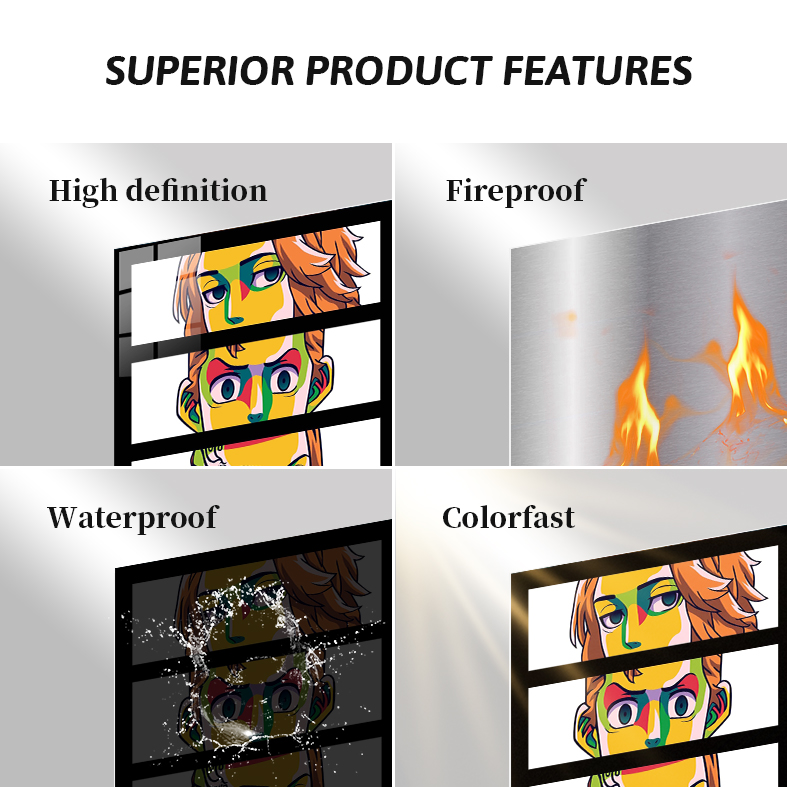 SUPERIOR PRODUCT FEATURES
High definition
Fireproof
Waterproof
Colorfast